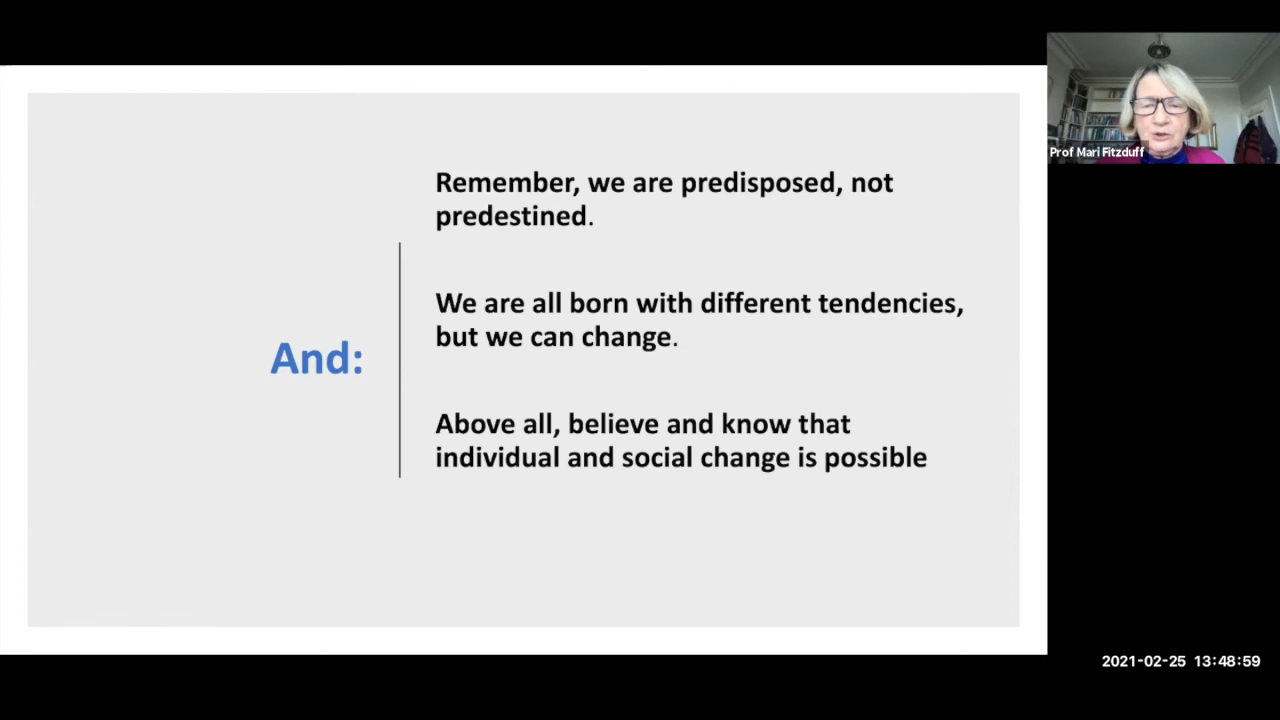 Remember, we are predisposed, not
predestined.
We are all born with different tendencies,
but we can change.
And:
Above all, believe and know that
individual and social change is possible
Prof Mari Fitzduff
2021-02-25 13:48:59